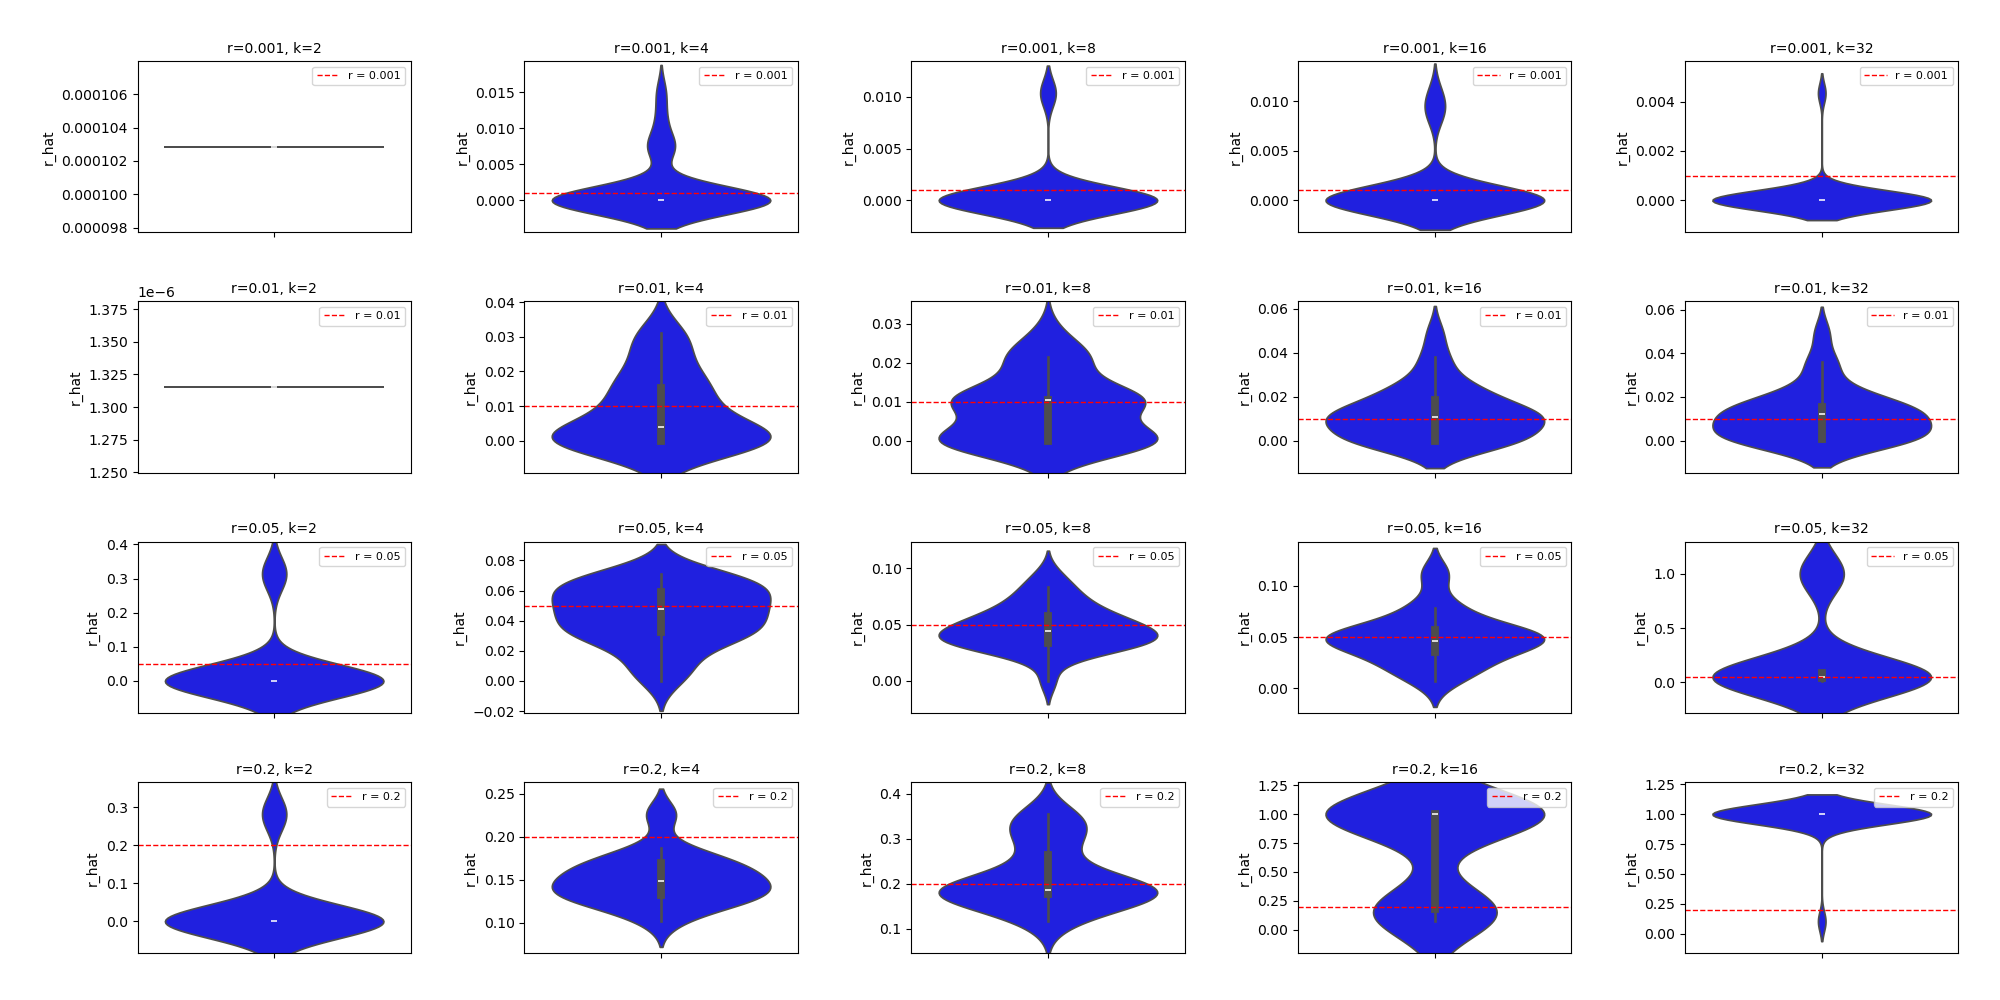 r=0.001, k=2
r=0.001, k=4
r=0.001, k=8
r=0.001, k=16
r=0.001, k=32
r_hat
0.000106
0.000104
0.000102
0.000100
0.000098
r = 0.001
r_hat
0.015
0.010
0.005
0.000
r = 0.001
r_hat
0.010
0.005
0.000
r = 0.001
r_hat
0.010
0.005
0.000
r = 0.001
r_hat
0.004
0.002
0.000
r = 0.001
r=0.01, k=2
r=0.01, k=4
r=0.01, k=8
r=0.01, k=16
r=0.01, k=32
1e−6
r_hat
1.375
1.350
1.325
1.300
1.275
1.250
r = 0.01
r_hat
0.04
0.03
0.02
0.01
0.00
r = 0.01
r_hat
0.03
0.02
0.01
0.00
r = 0.01
r_hat
0.06
0.04
0.02
0.00
r = 0.01
r_hat
0.06
0.04
0.02
0.00
r = 0.01
r=0.05, k=2
r=0.05, k=4
r=0.05, k=8
r=0.05, k=16
r=0.05, k=32
r_hat
0.4
0.3
0.2
0.1
0.0
r = 0.05
r_hat
0.08
0.06
0.04
0.02
0.00
−0.02
r = 0.05
r_hat
0.10
0.05
0.00
r = 0.05
r_hat
0.10
0.05
0.00
r = 0.05
r_hat
1.0
0.5
0.0
r = 0.05
r=0.2, k=2
r=0.2, k=4
r=0.2, k=8
r=0.2, k=16
r=0.2, k=32
r_hat
0.3
0.2
0.1
0.0
r = 0.2
r_hat
0.25
0.20
0.15
0.10
r = 0.2
r_hat
0.4
0.3
0.2
0.1
r = 0.2
r_hat
1.25
1.00
0.75
0.50
0.25
0.00
r = 0.2
r_hat
1.25
1.00
0.75
0.50
0.25
0.00
r = 0.2